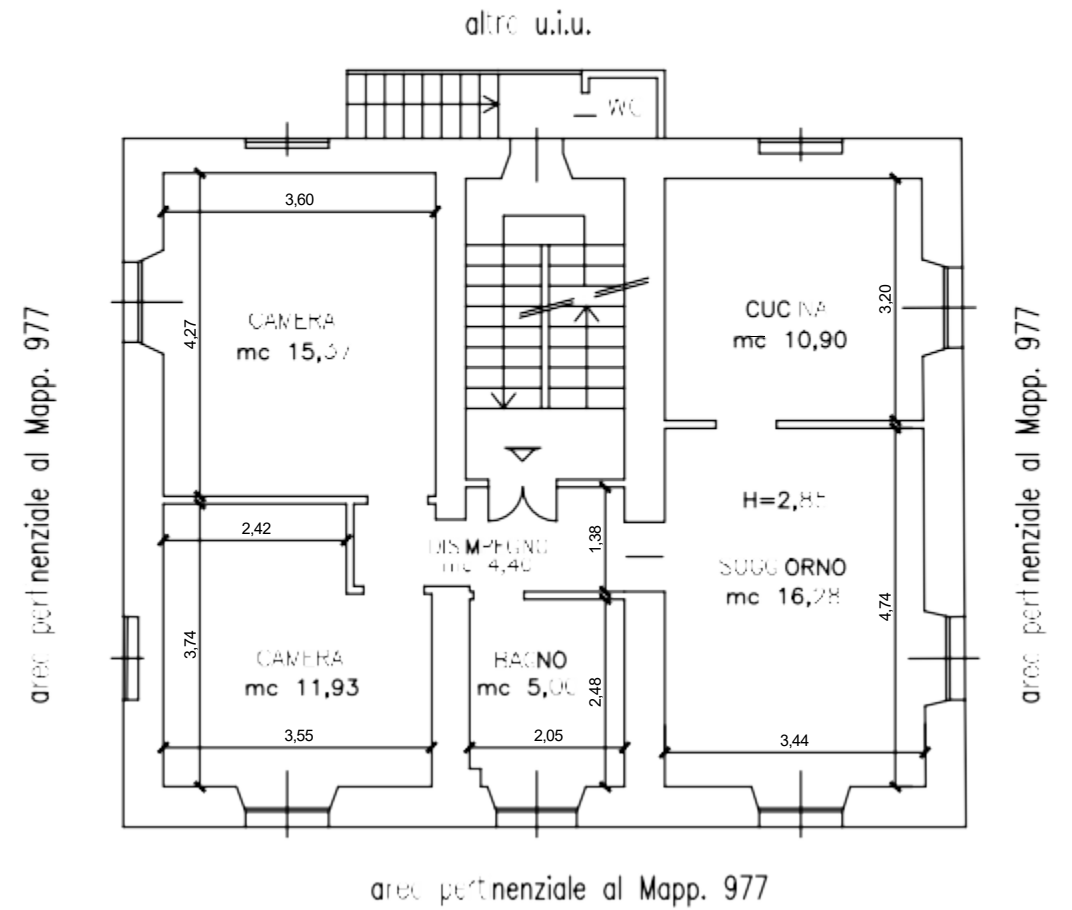 altra u.i.u.
WC
3,60
4,27
CAMERA
mc 15,37
CUCINA
mc 10,90
3,20
area pertinenziale al Mapp. 977
area pertinenziale al Mapp. 977
H=2,85
2,42
DISIMPEGNO
mc 4,40
1,38
SOGGIORNO
mc 16,28
4,74
3,74
CAMERA
mc 11,93
BAGNO
mc 5,00
2,48
3,55
2,05
3,44
area pertinenziale al Mapp. 977